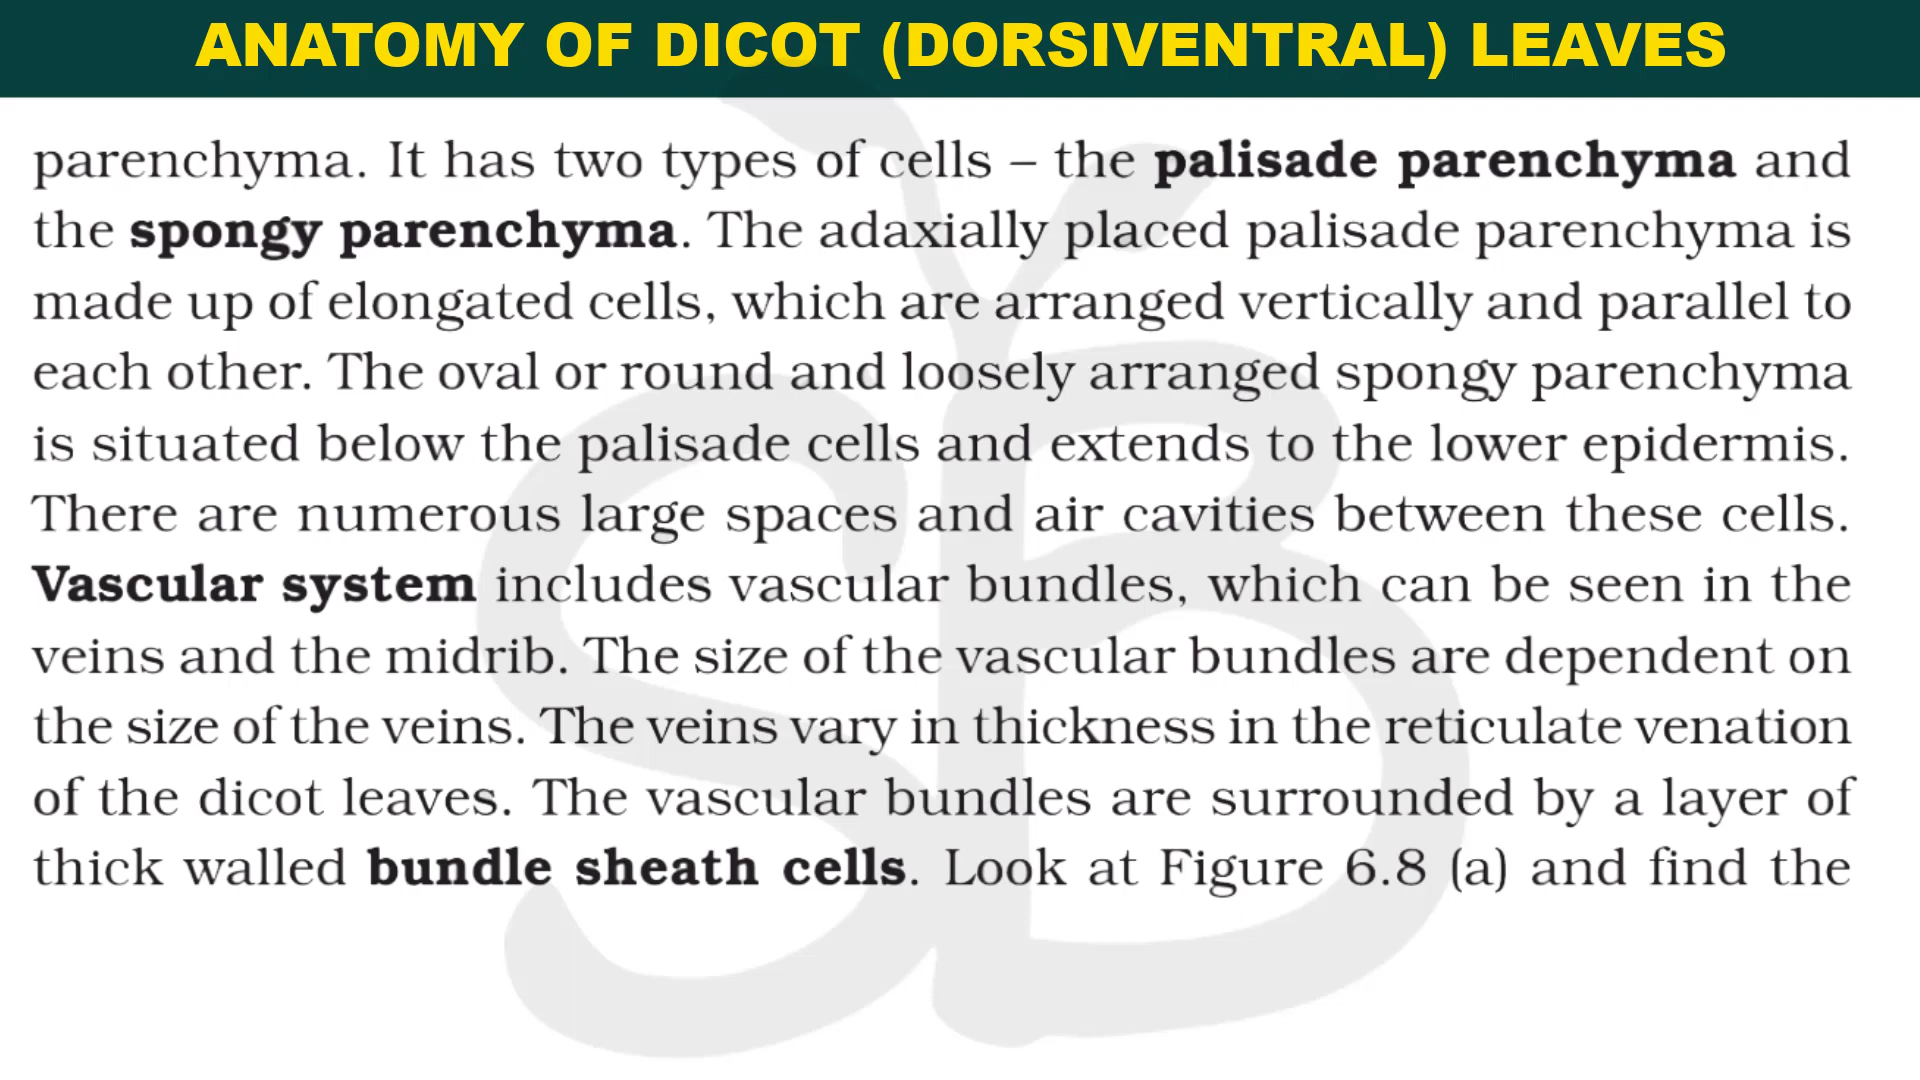 ANATOMY OF DICOT (DORSIVENTRAL) LEAVES
parenchyma. It has two types of cells – the palisade parenchyma and
the spongy parenchyma. The adaxially placed palisade parenchyma is
made up of elongated cells, which are arranged vertically and parallel to
each other. The oval or round and loosely arranged spongy parenchyma
is situated below the palisade cells and extends to the lower epidermis.
There are numerous large spaces and air cavities between these cells.
Vascular system includes vascular bundles, which can be seen in the
veins and the midrib. The size of the vascular bundles are dependent on
the size of the veins. The veins vary in thickness in the reticulate venation
of the dicot leaves. The vascular bundles are surrounded by a layer of
thick walled bundle sheath cells. Look at Figure 6.8 (a) and find the
SB